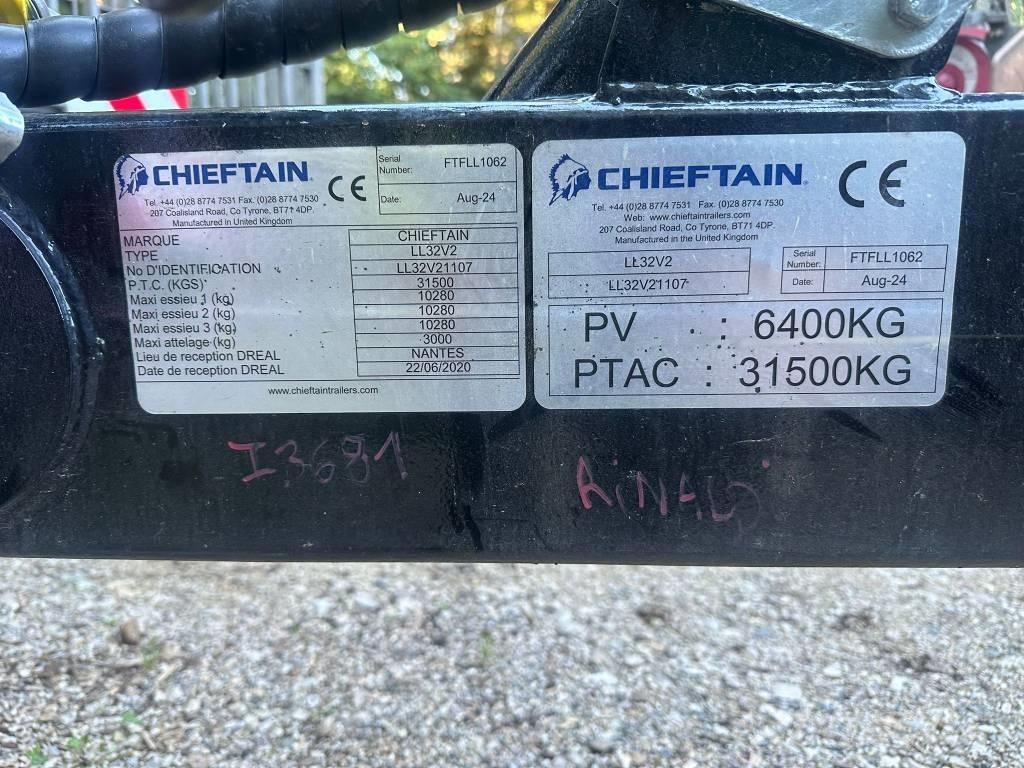 CHIEFTAIN
CE
Serial Number: FTFLL1062
Date: Aug-24
Tel. +44 (0)28 8774 7531 Fax. (0)28 8774 7530
207 Coalisland Road, Co Tyrone, BT71 4DP.
Manufactured in United Kingdom
MARQUE CHIEFTAIN
TYPE LL32V2
No D'IDENTIFICATION LL32V21107
P.T.C. (KGS) 31500
Maxi essieu 1 (kg) 10280
Maxi essieu 2 (kg) 10280
Maxi essieu 3 (kg) 10280
Maxi attelage (kg) 3000
Lieu de reception DREAL NANTES
Date de reception DREAL 22/06/2020
www.chieftaintrailers.com
CHIEFTAIN
CE
Tel. +44 (0)28 8774 7531 Fax. (0)28 8774 7530
Web: www.chieftaintrailers.com
207 Coalisland Road, Co Tyrone, BT71 4DP.
Manufactured in the United Kingdom
LL32V2
LL32V21107
Serial Number: FTFLL1062
Date: Aug-24
PV : 6400KG
PTAC : 31500KG
I3681